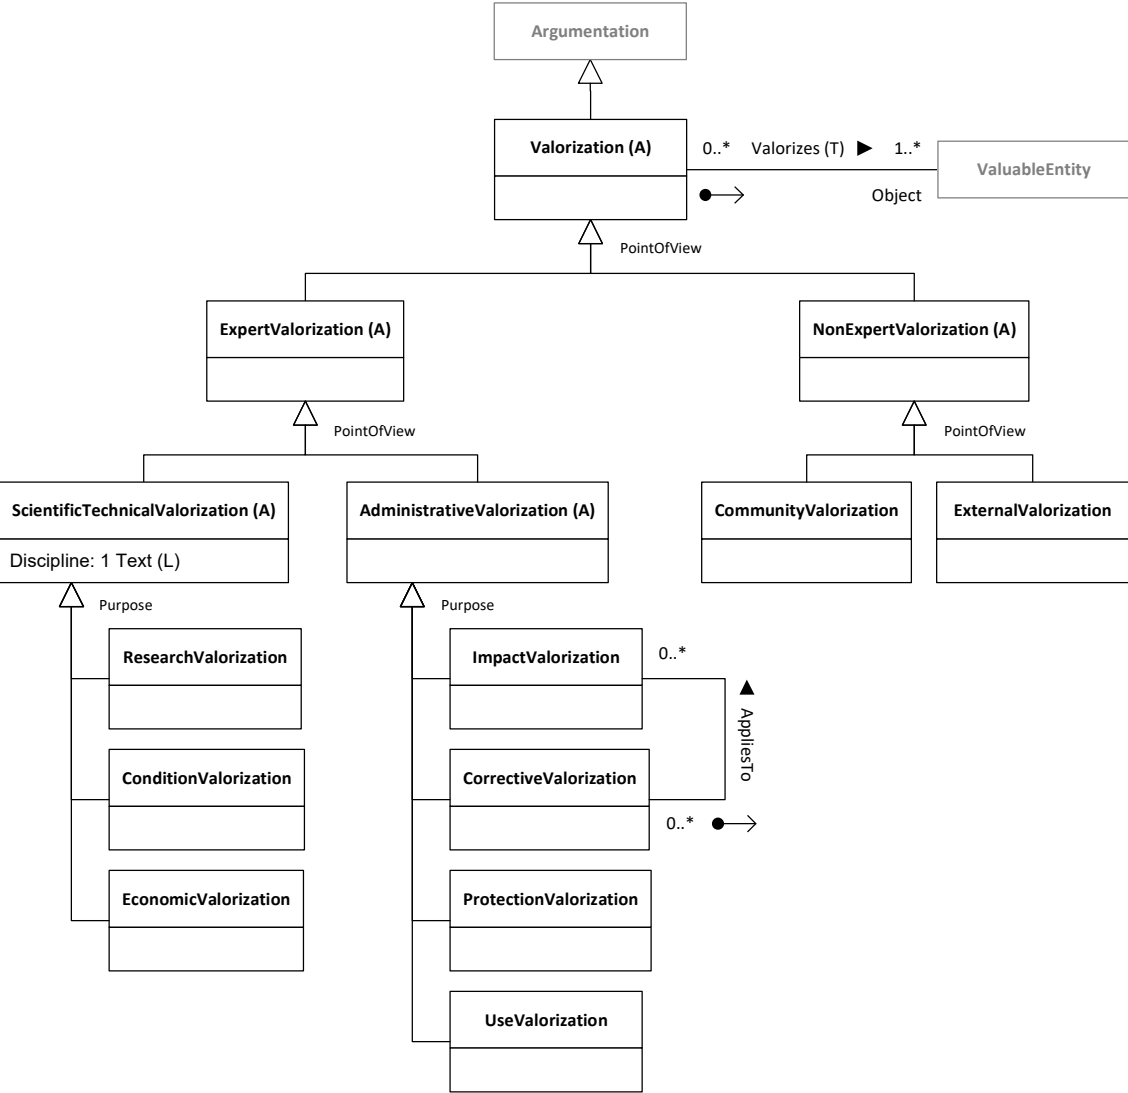 Argumentation
Valorization (A)
0..* Valorizes (T) ▶ 1..*
ValuableEntity
Object
PointOfView
ExpertValorization (A)
NonExpertValorization (A)
PointOfView
PointOfView
ScientificTechnicalValorization (A)
AdministrativeValorization (A)
CommunityValorization
ExternalValorization
Discipline: 1 Text (L)
Purpose
Purpose
ResearchValorization
ImpactValorization
0..*
AppliesTo
ConditionValorization
CorrectiveValorization
0..*
EconomicValorization
ProtectionValorization
UseValorization